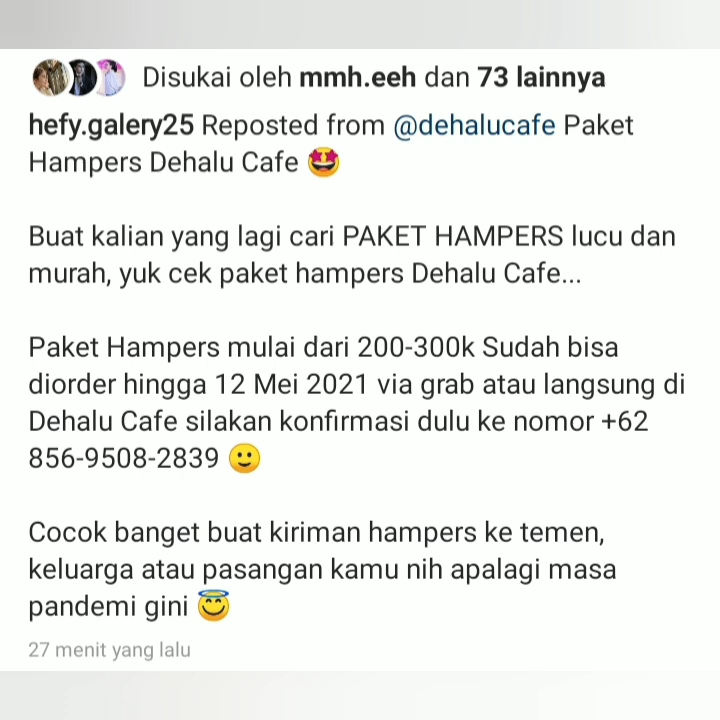 Disukai oleh mmh.eeh dan 73 lainnya
hefy.galery25 Reposted from @dehalucafe Paket
Hampers Dehalu Cafe 🤩
Buat kalian yang lagi cari PAKET HAMPERS lucu dan
murah, yuk cek paket hampers Dehalu Cafe...
Paket Hampers mulai dari 200-300k Sudah bisa
diorder hingga 12 Mei 2021 via grab atau langsung di
Dehalu Cafe silakan konfirmasi dulu ke nomor +62
856-9508-2839 🙂
Cocok banget buat kiriman hampers ke temen,
keluarga atau pasangan kamu nih apalagi masa
pandemi gini 😇
27 menit yang lalu